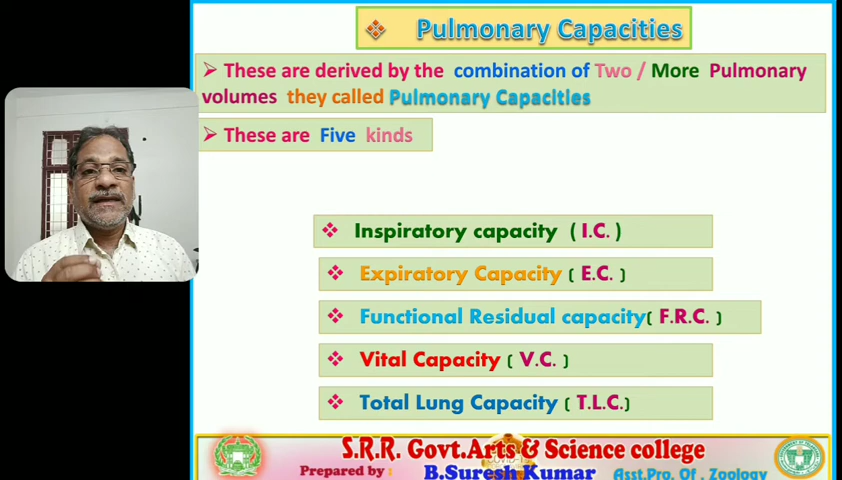 Pulmonary Capacities
These are derived by the combination of Two / More Pulmonary
volumes they called Pulmonary Capacities
These are Five kinds
Inspiratory capacity ( I.C. )
Expiratory Capacity ( E.C. )
Functional Residual capacity( F.R.C. )
Vital Capacity ( V.C. )
Total Lung Capacity ( T.L.C.)
S.R.R. Govt.Arts & Science college
Prepared by : B.Suresh Kumar Asst.Pro. Of . Zoology